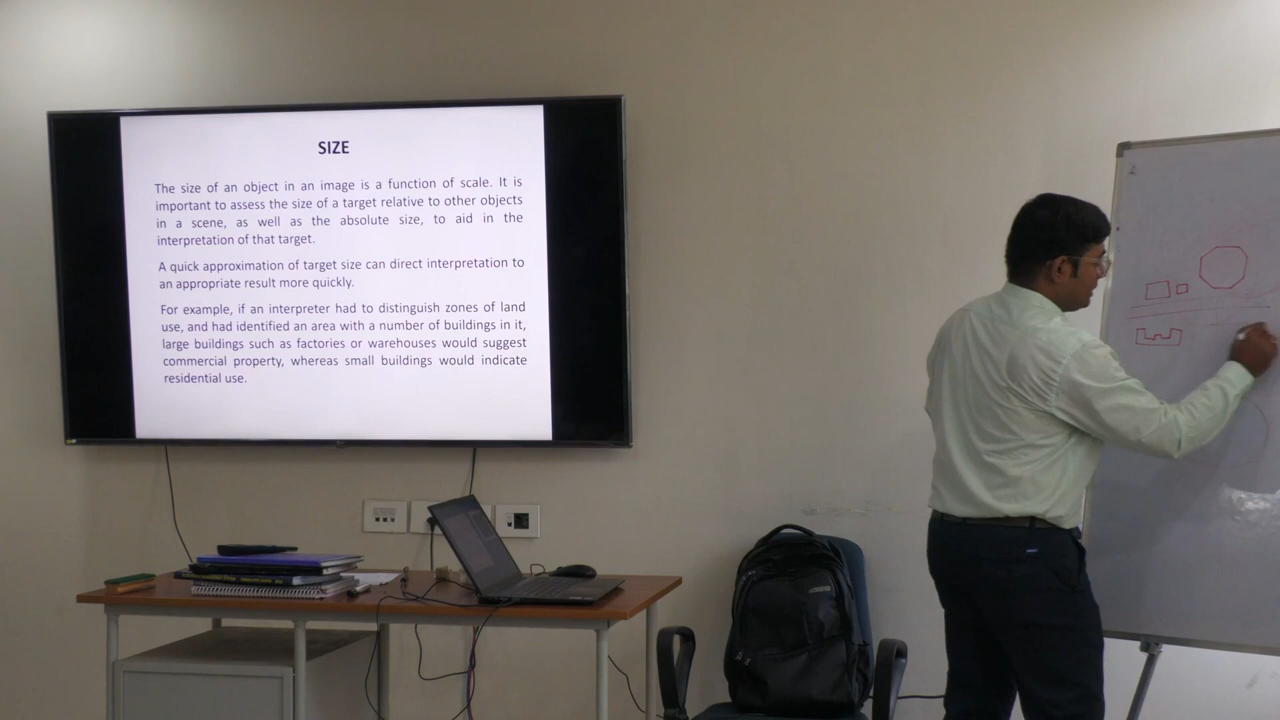 SIZE
The size of an object in an image is a function of scale. It is
important to assess the size of a target relative to other objects
in a scene, as well as the absolute size, to aid in the
interpretation of that target.
A quick approximation of target size can direct interpretation to
an appropriate result more quickly.
For example, if an interpreter had to distinguish zones of land
use, and had identified an area with a number of buildings in it,
large buildings such as factories or warehouses would suggest
commercial property, whereas small buildings would indicate
residential use.